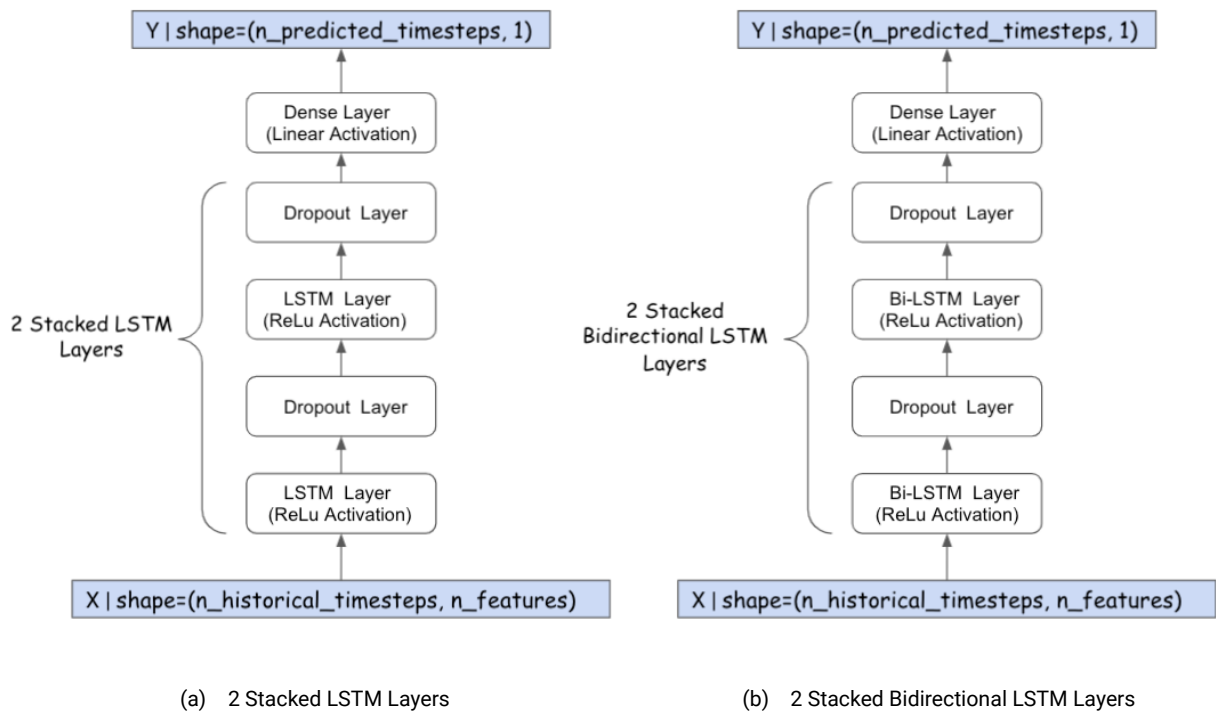 Y | shape=(n_predicted_timesteps, 1)
Dense Layer
(Linear Activation)
Dropout Layer
LSTM Layer
(ReLu Activation)
2 Stacked LSTM
Layers
Dropout Layer
LSTM Layer
(ReLu Activation)
X | shape=(n_historical_timesteps, n_features)
(a) 2 Stacked LSTM Layers
Y | shape=(n_predicted_timesteps, 1)
Dense Layer
(Linear Activation)
Dropout Layer
Bi-LSTM Layer
(ReLu Activation)
2 Stacked
Bidirectional LSTM
Layers
Dropout Layer
Bi-LSTM Layer
(ReLu Activation)
X | shape=(n_historical_timesteps, n_features)
(b) 2 Stacked Bidirectional LSTM Layers